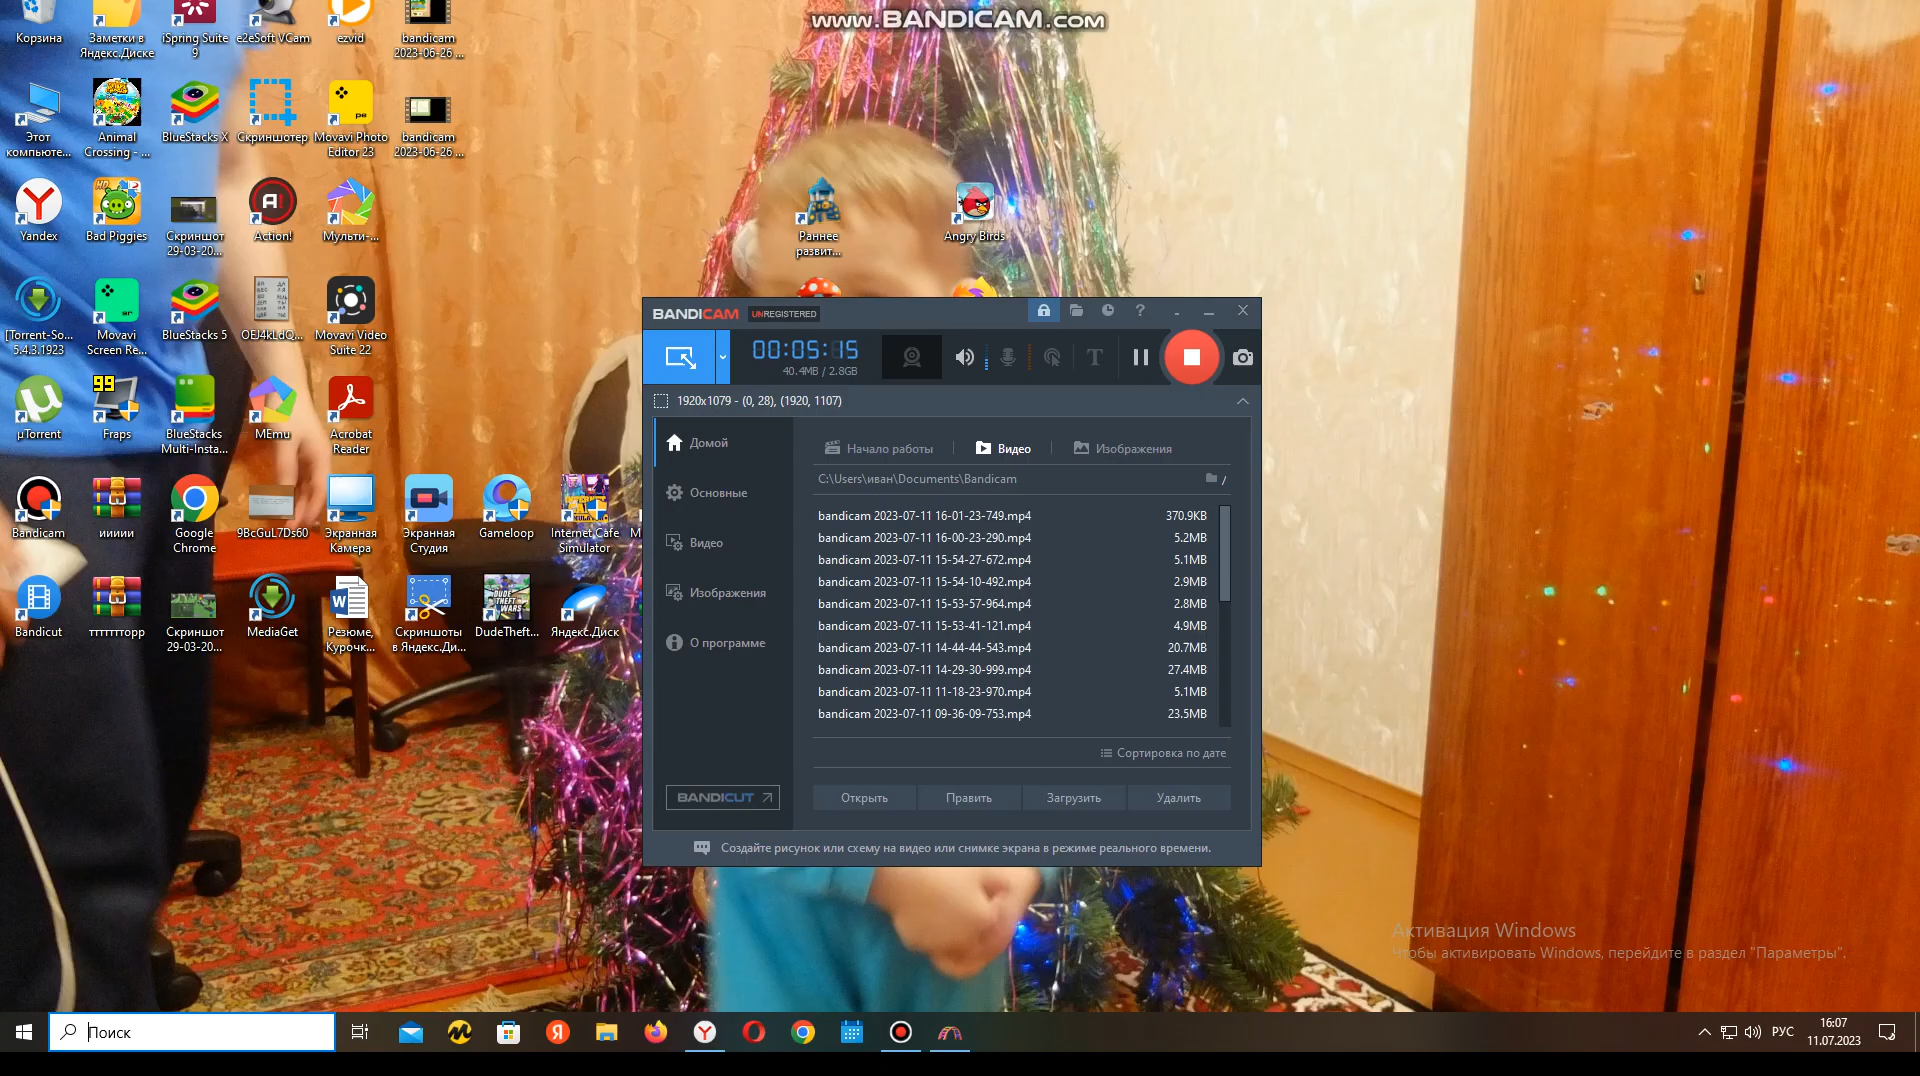 www.BANDICAM.com
Корзина
Заметки в
Яндекс.Диске
iSpring Suite
9
e2eSoft VCam
ezvid
bandicam
2023-06-26 ...
Этот
компьюте...
Animal
Crossing - ...
BlueStacks X
Скриншотер
Movavi Photo
Editor 23
bandicam
2023-06-26 ...
Yandex
Bad Piggies
Скриншот
29-03-20...
Action!
Мульти-...
Раннее
развит...
Angry Birds
[Torrent-So...
5.4.3.1923
Movavi
Screen Re...
BlueStacks 5
OEJ4kLdQ...
Movavi Video
Suite 22
µTorrent
99
Fraps
BlueStacks
Multi-Insta...
MEmu
Acrobat
Reader
Bandicam
иииии
Google
Chrome
9BcGuL7Ds60
Экранная
Камера
Экранная
Студия
Gameloop
Internet Cafe
Simulator
Bandicut
ттттттторр
Скриншот
29-03-20...
MediaGet
Резюме,
Курочк...
Скриншоты
в Яндекс.Ди...
DudeTheft...
Яндекс.Диск
BANDICAM UNREGISTERED
00:05:15
40.4MB / 2.8GB
1920x1079 - (0, 28), (1920, 1107)
Домой
Основные
Видео
Изображения
О программе
BANDICUT
Начало работы
Видео
Изображения
C:\Users\иван\Documents\Bandicam
bandicam 2023-07-11 16-01-23-749.mp4 370.9KB
bandicam 2023-07-11 16-00-23-290.mp4 5.2MB
bandicam 2023-07-11 15-54-27-672.mp4 5.1MB
bandicam 2023-07-11 15-54-10-492.mp4 2.9MB
bandicam 2023-07-11 15-53-57-964.mp4 2.8MB
bandicam 2023-07-11 15-53-41-121.mp4 4.9MB
bandicam 2023-07-11 14-44-44-543.mp4 20.7MB
bandicam 2023-07-11 14-29-30-999.mp4 27.4MB
bandicam 2023-07-11 11-18-23-970.mp4 5.1MB
bandicam 2023-07-11 09-36-09-753.mp4 23.5MB
Сортировка по дате
Открыть
Править
Загрузить
Удалить
Создайте рисунок или схему на видео или снимке экрана в режиме реального времени.
Активация Windows
Чтобы активировать Windows, перейдите в раздел "Параметры".
Поиск
РУС
16:07
11.07.2023